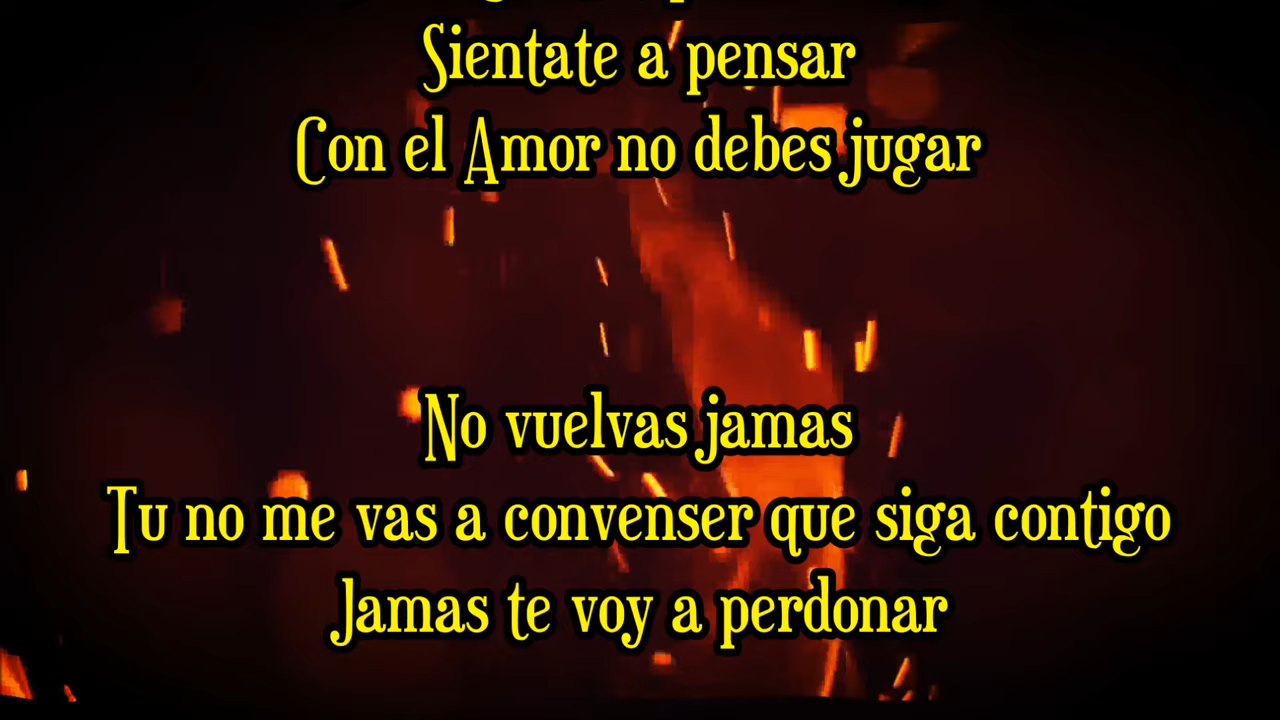 Sientate a pensar
Con el Amor no debes jugar
No vuelvas jamas
Tu no me vas a convenser que siga contigo
Jamas te voy a perdonar